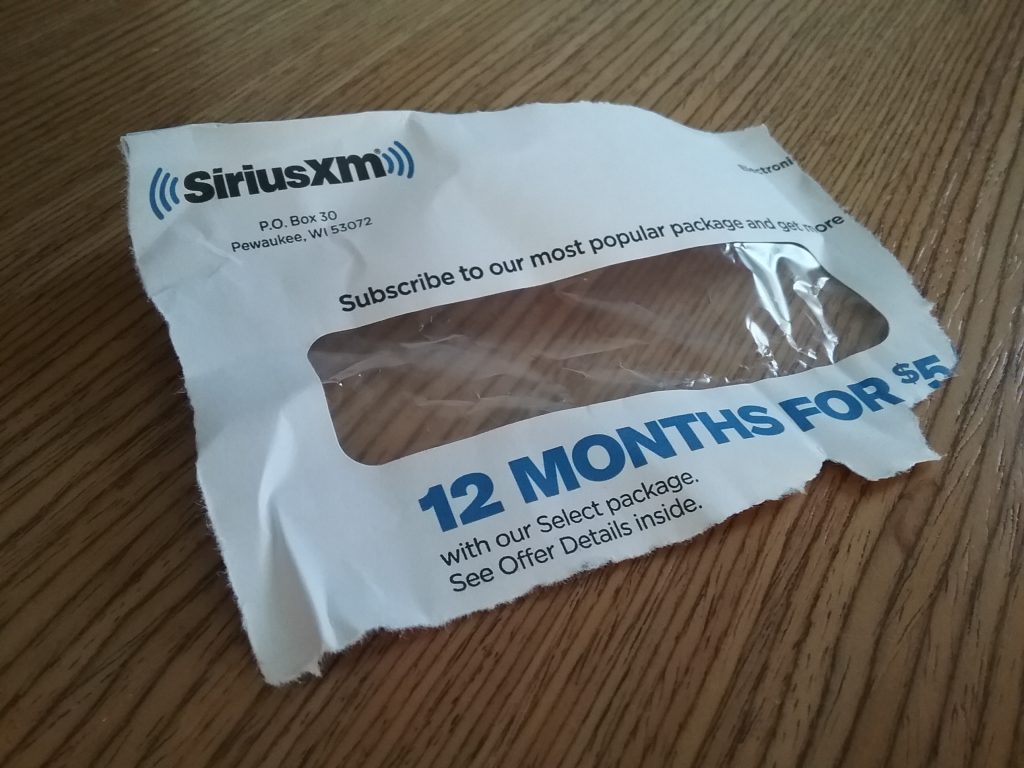 SiriusXm
P.O. Box 30
Pewaukee, WI 53072
Subscribe to our most popular package and get more
12 MONTHS FOR $5
with our Select package.
See Offer Details inside.